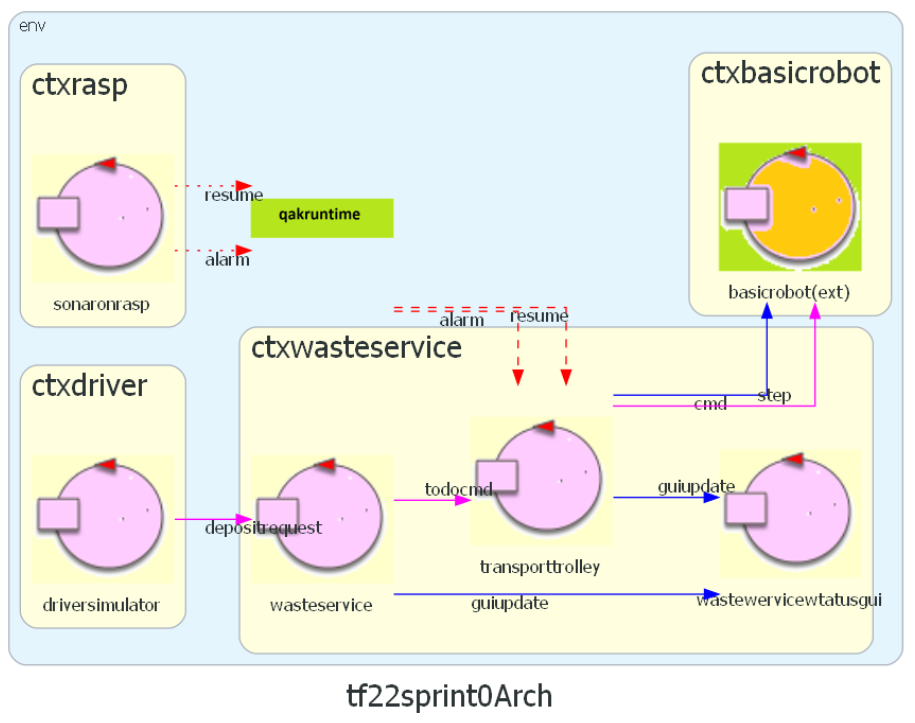 env
ctxrasp
ctxbasicrobot
resume
qakruntime
alarm
sonaronrasp
basicrobot(ext)
alarm
resume
ctxwasteservice
ctxdriver
step
cmd
todocmd
guiupdate
depositrequest
transporttrolley
driversimulator
wasteservice
guiupdate
wastewervicewtatusgui
tf22sprint0Arch